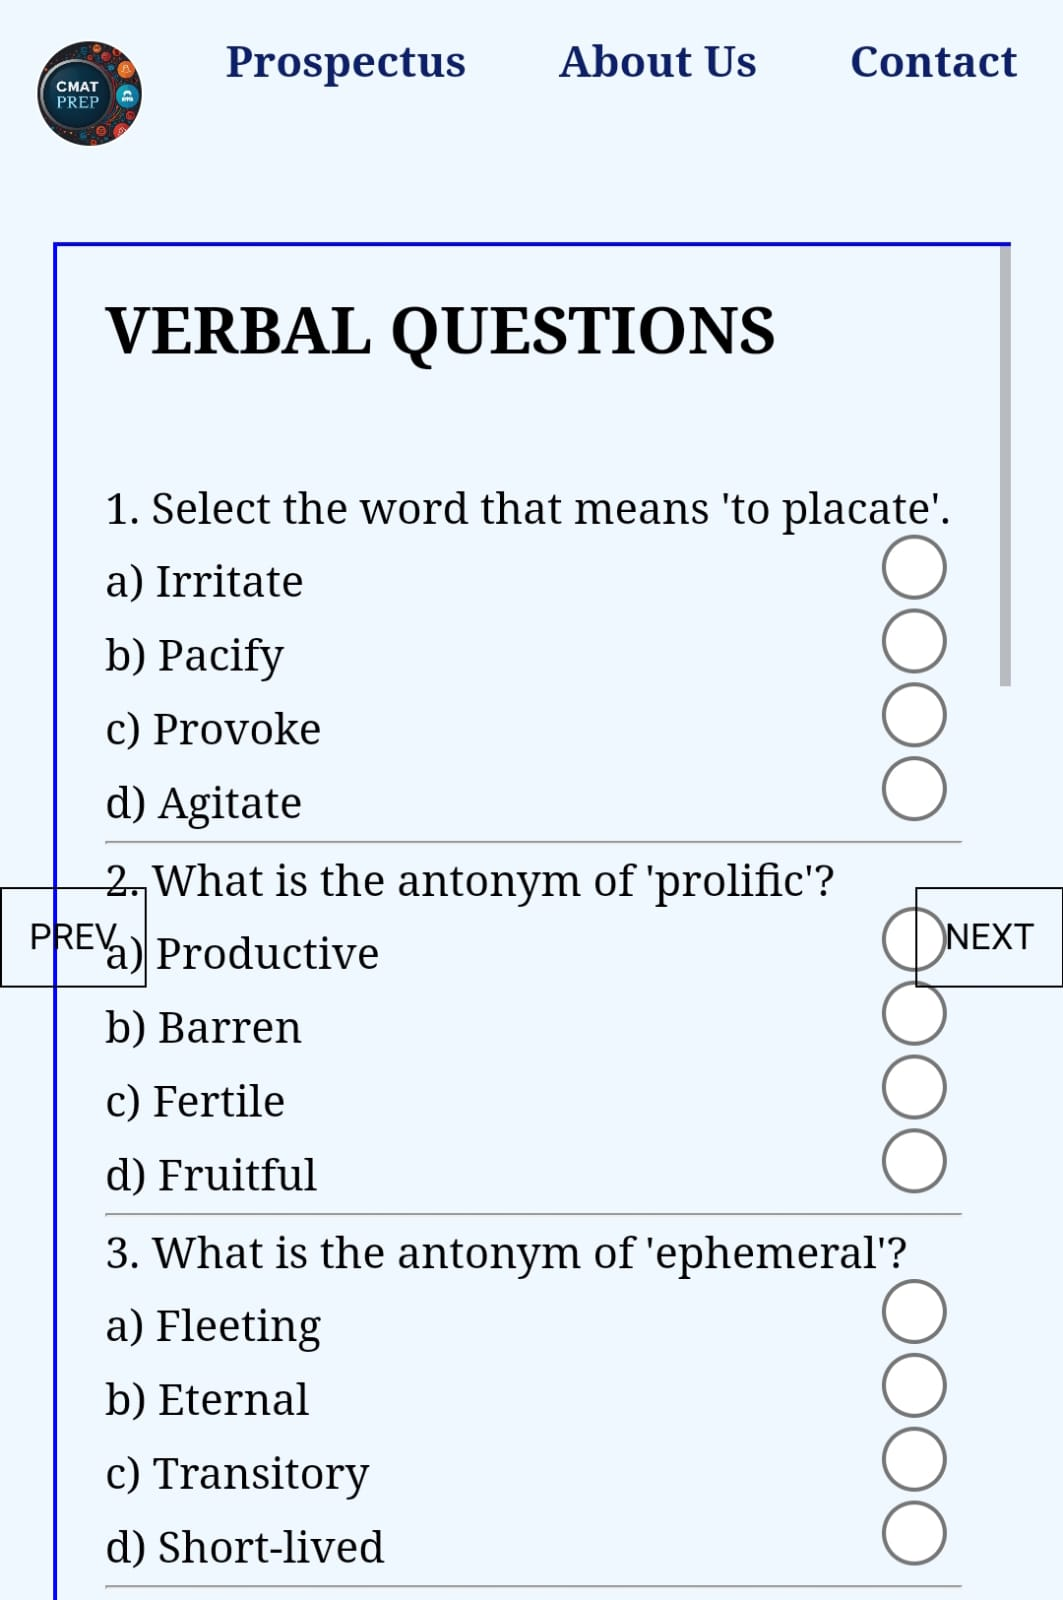 CMAT
PREP
Prospectus About Us Contact
VERBAL QUESTIONS
1. Select the word that means 'to placate'.
a) Irritate
b) Pacify
c) Provoke
d) Agitate
2. What is the antonym of 'prolific'?
PREV
a) Productive
NEXT
b) Barren
c) Fertile
d) Fruitful
3. What is the antonym of 'ephemeral'?
a) Fleeting
b) Eternal
c) Transitory
d) Short-lived